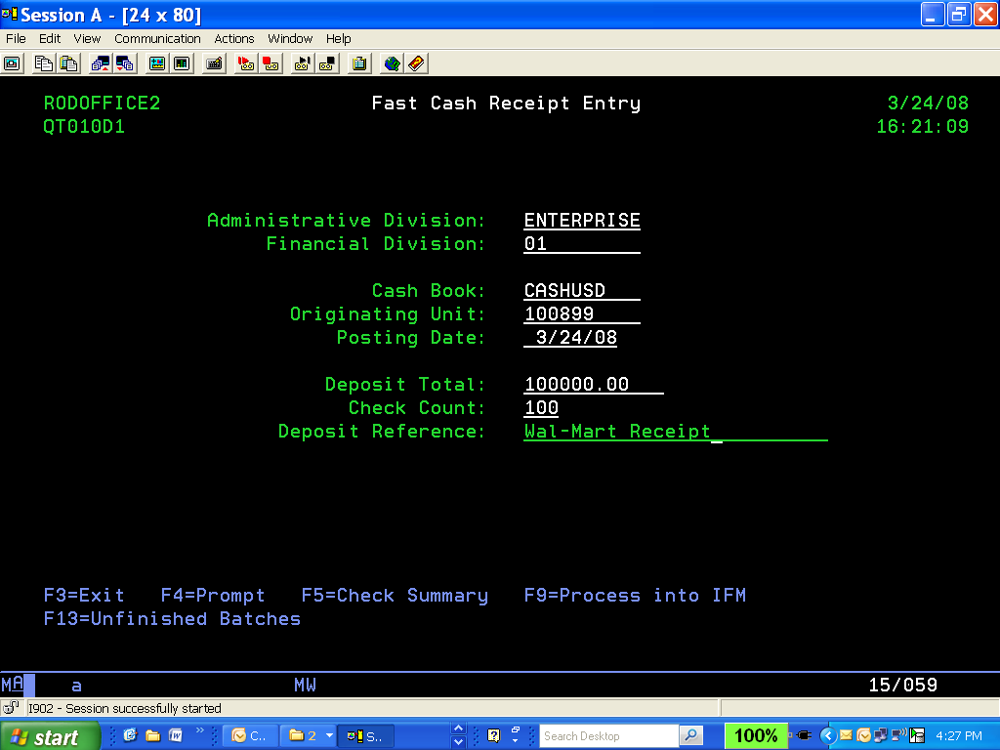 Session A - [24 x 80]
File Edit View Communication Actions Window Help
RODOFFICE2 Fast Cash Receipt Entry 3/24/08
QT010D1 16:21:09
Administrative Division: ENTERPRISE
Financial Division: 01
Cash Book: CASHUSD
Originating Unit: 100899
Posting Date: 3/24/08
Deposit Total: 100000.00
Check Count: 100
Deposit Reference: Wal-Mart Receipt
F3=Exit F4=Prompt F5=Check Summary F9=Process into IFM
F13=Unfinished Batches
MA a MW 15/059
I902 - Session successfully started
start C.. 2 S.. Search Desktop 100% 4:27 PM